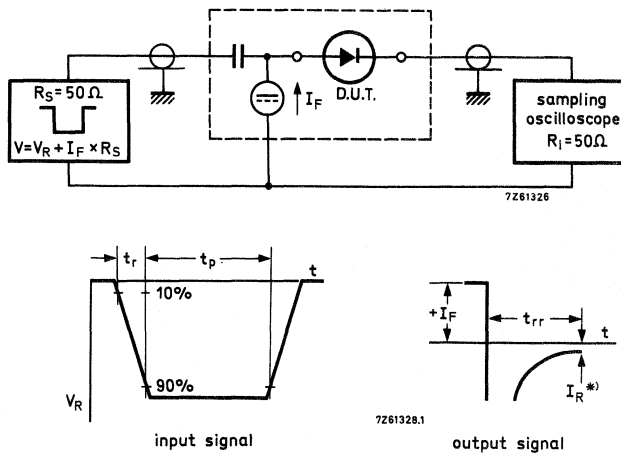 R_S = 50 Ω
V = V_R + I_F × R_S
I_F
D.U.T.
sampling
oscilloscope
R_i = 50 Ω
7Z61326
t_r
t_p
t
10%
90%
V_R
input signal
+I_F
t_rr
t
I_R *)
7Z61328.1
output signal